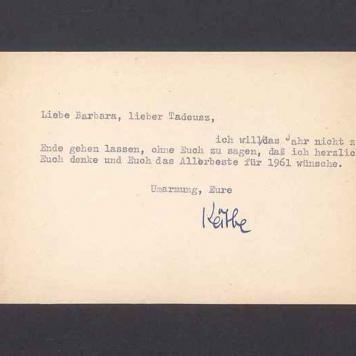 Liebe Barbara, lieber Tadeusz,
ich will das Jahr nicht z
Ende gehen lassen, ohne Euch zu sagen, daß ich herzlic
Euch denke und Euch das Allerbeste für 1961 wünsche.
Umarmung, Eure
Käthe